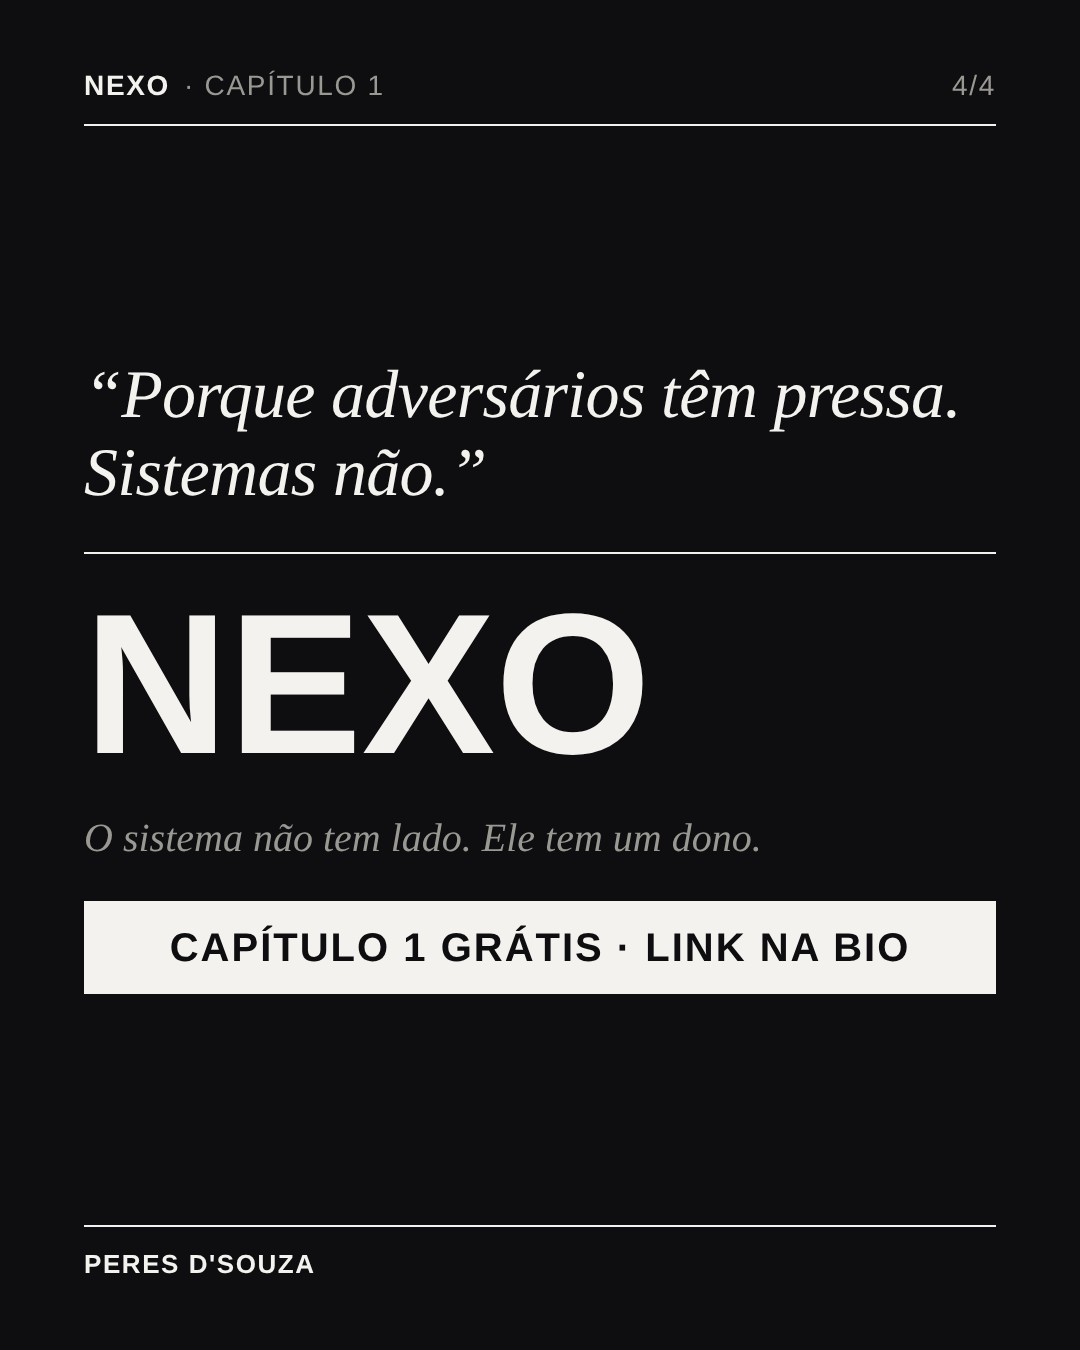 NEXO · CAPÍTULO 1 4/4
“Porque adversários têm pressa.
Sistemas não.”
NEXO
O sistema não tem lado. Ele tem um dono.
CAPÍTULO 1 GRÁTIS · LINK NA BIO
PERES D'SOUZA